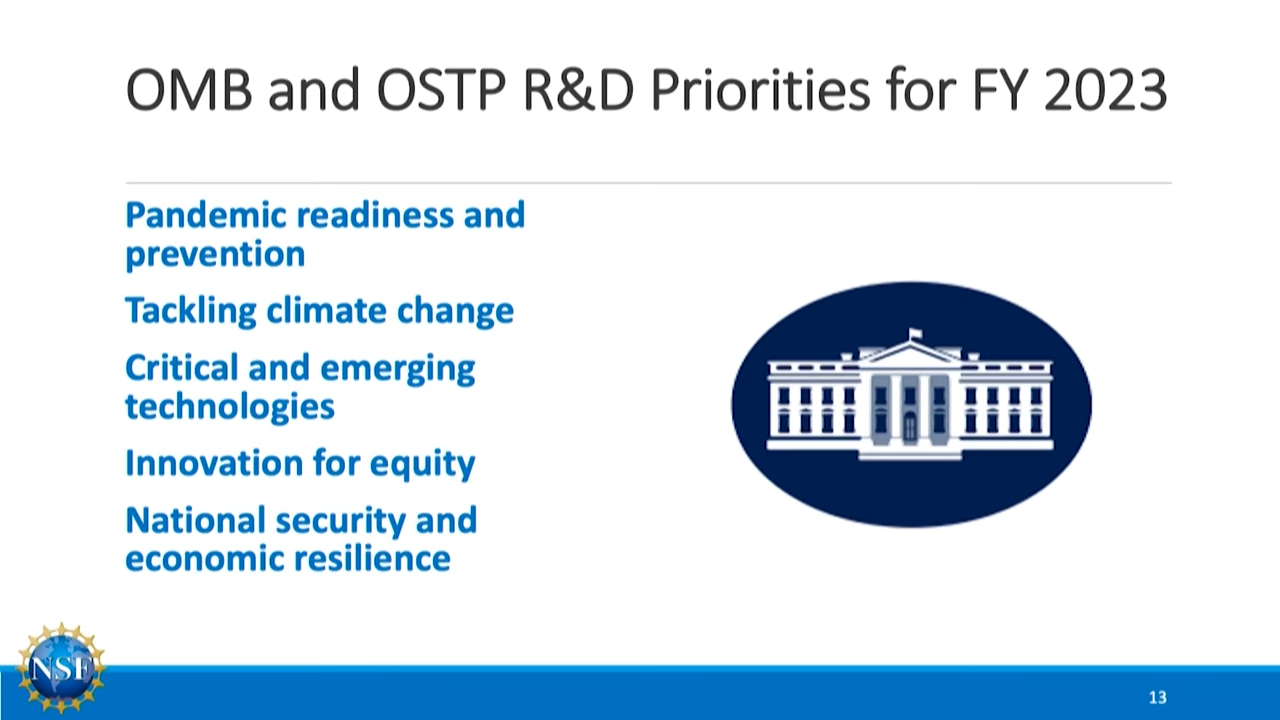 OMB and OSTP R&D Priorities for FY 2023
Pandemic readiness and
prevention
Tackling climate change
Critical and emerging
technologies
Innovation for equity
National security and
economic resilience
NSF
13